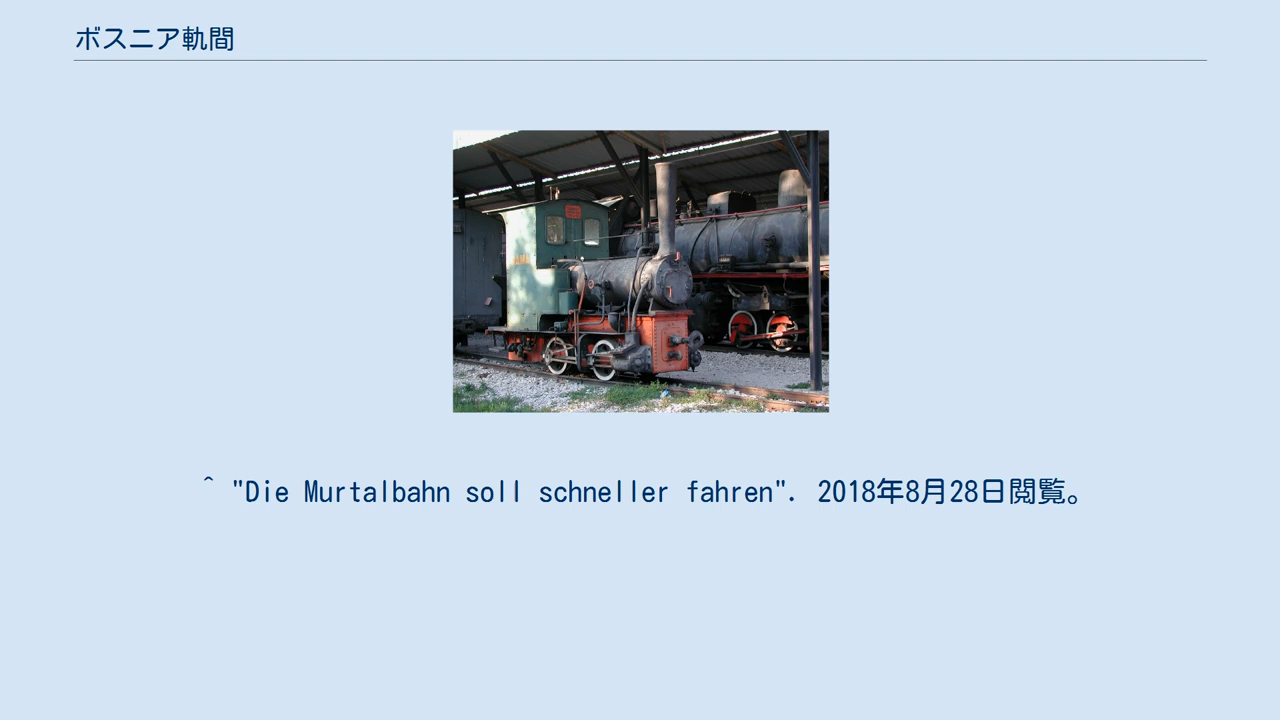 ボスニア軌間
^ "Die Murtalbahn soll schneller fahren". 2018年8月28日閲覧。